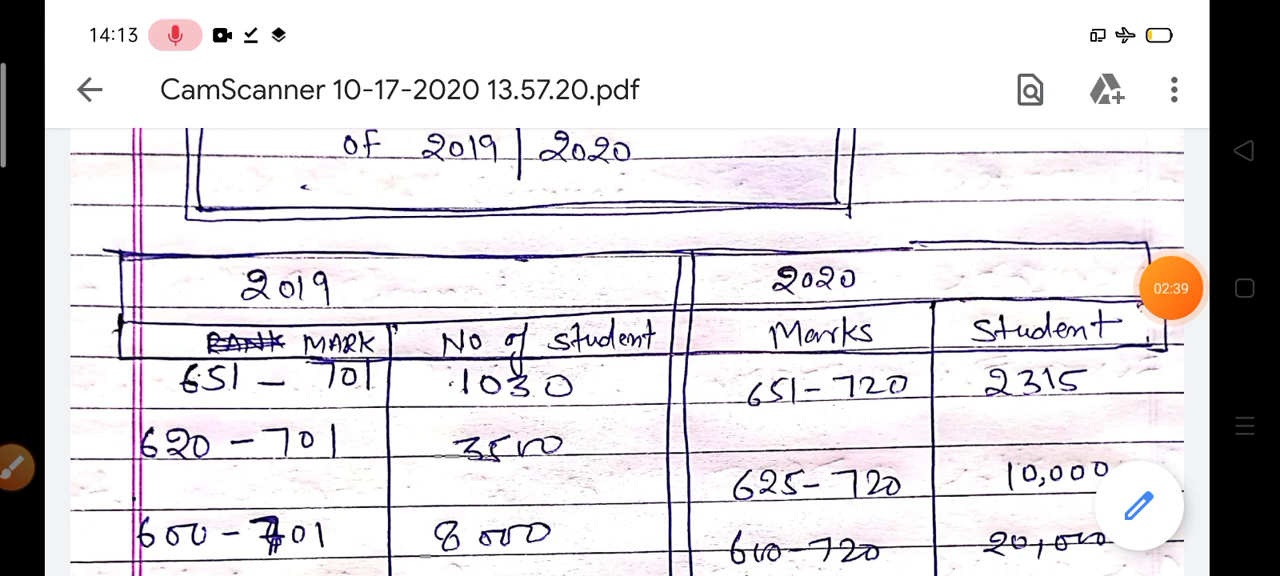 14:13
CamScanner 10-17-2020 13.57.20.pdf
of 2019 | 2020
2019 2020
MARK No of student Marks Student
651 - 701 1030 651-720 2315
620 - 701 3500
625-720 10,000
600-701 8000
610-720 20,000
02:39